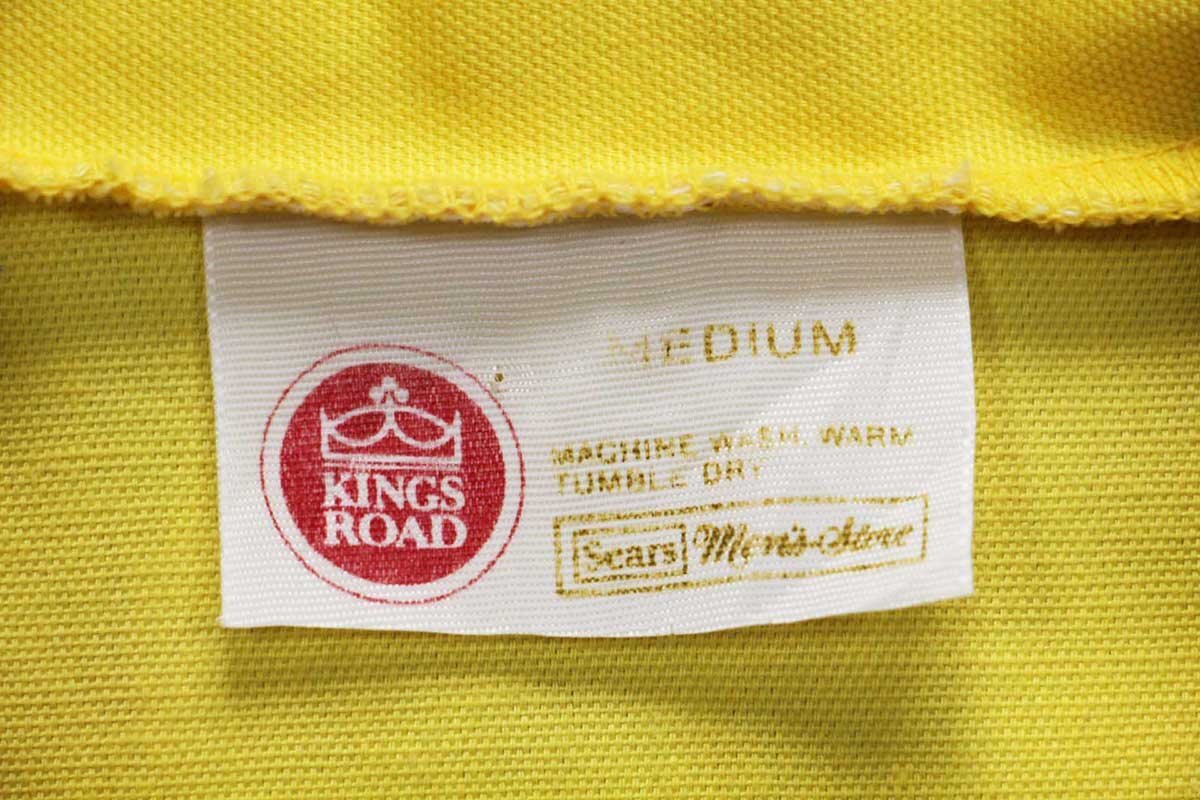 KINGS
ROAD
MEDIUM
MACHINE WASH, WARM
TUMBLE DRY
Sears Men's Store